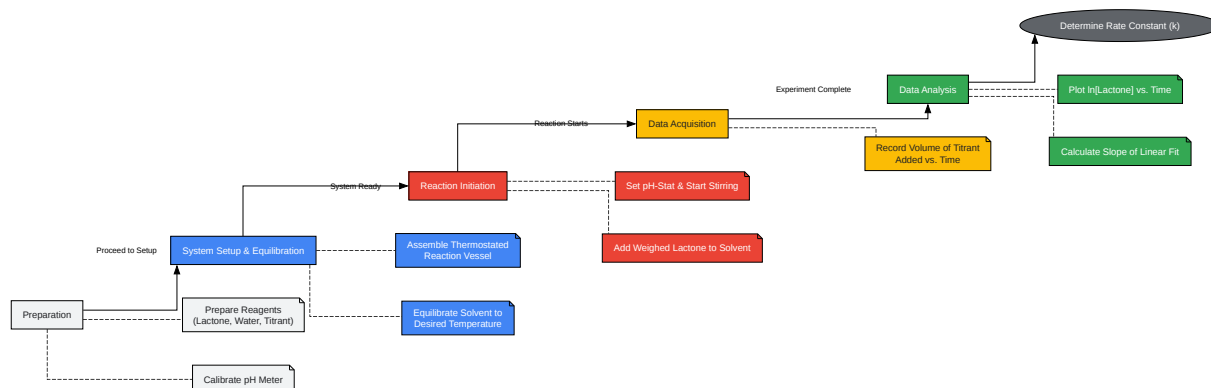 Determine Rate Constant (k)
Experiment Complete
Data Analysis
Plot ln[Lactone] vs. Time
Reaction Starts
Data Acquisition
Record Volume of Titrant
Added vs. Time
Calculate Slope of Linear Fit
System Ready
Reaction Initiation
Set pH-Stat & Start Stirring
Add Weighed Lactone to Solvent
Proceed to Setup
System Setup & Equilibration
Assemble Thermostated
Reaction Vessel
Preparation
Prepare Reagents
(Lactone, Water, Titrant)
Equilibrate Solvent to
Desired Temperature
Calibrate pH Meter